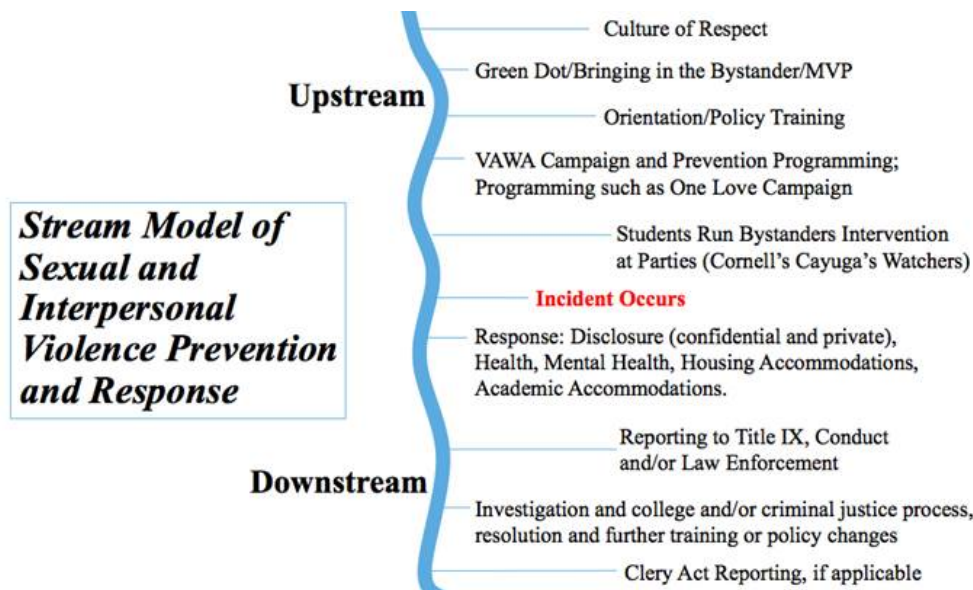 Culture of Respect
Green Dot/Bringing in the Bystander/MVP
Upstream
Orientation/Policy Training
VAWA Campaign and Prevention Programming;
Programming such as One Love Campaign
Stream Model of
Sexual and
Interpersonal
Violence Prevention
and Response
Students Run Bystanders Intervention
at Parties (Cornell's Cayuga's Watchers)
Incident Occurs
Response: Disclosure (confidential and private),
Health, Mental Health, Housing Accommodations,
Academic Accommodations.
Reporting to Title IX, Conduct
and/or Law Enforcement
Downstream
Investigation and college and/or criminal justice process,
resolution and further training or policy changes
Clery Act Reporting, if applicable